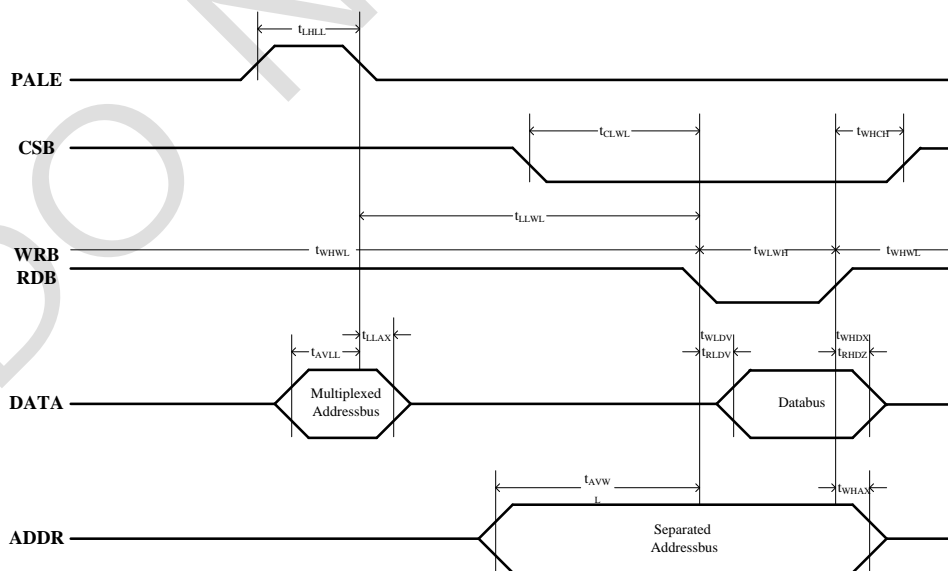 tLHLL
PALE
tCLWL
tWHCH
CSB
tLLWL
WRB
tWHWL
tWLWH
tWHWL
RDB
tLLAX
tWLDV
tWHDX
tAVLL
tRLDV
tRHDZ
DATA
Multiplexed
Addressbus
Databus
tAVW
L
tWHAX
ADDR
Separated
Addressbus
DO N